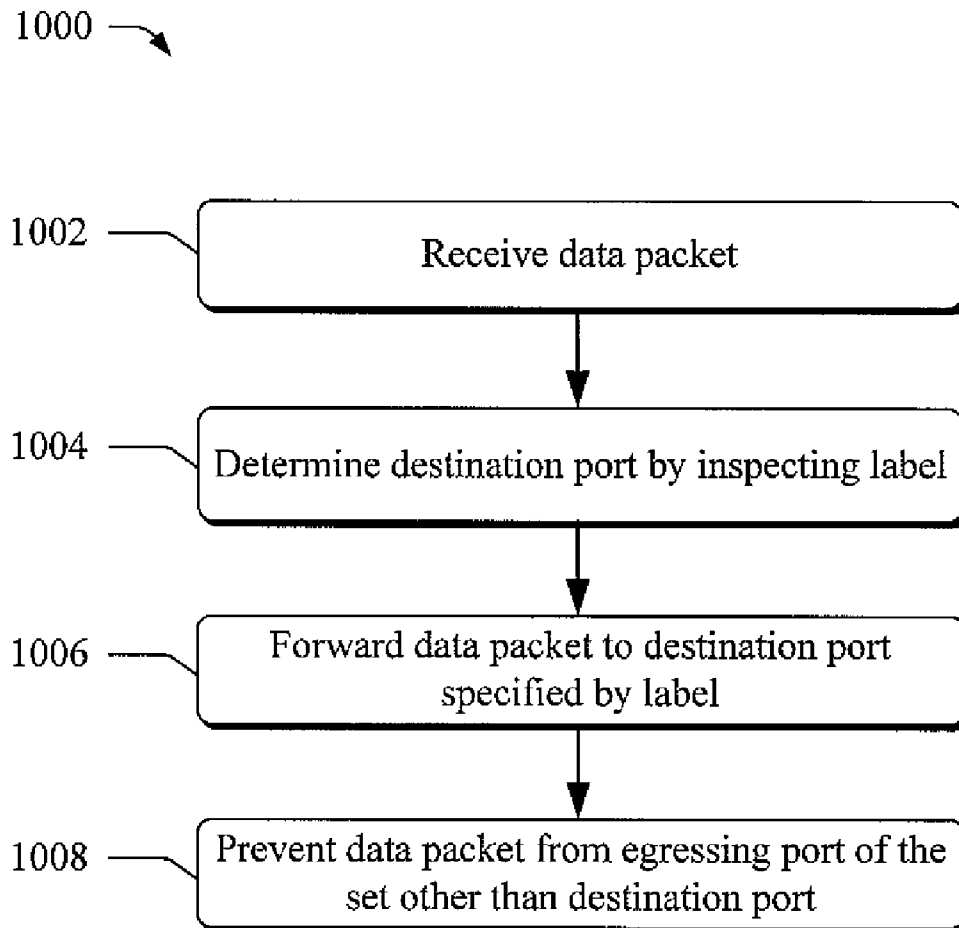 1000
1002
Receive data packet
1004
Determine destination port by inspecting label
1006
Forward data packet to destination port
specified by label
1008
Prevent data packet from egressing port of the
set other than destination port